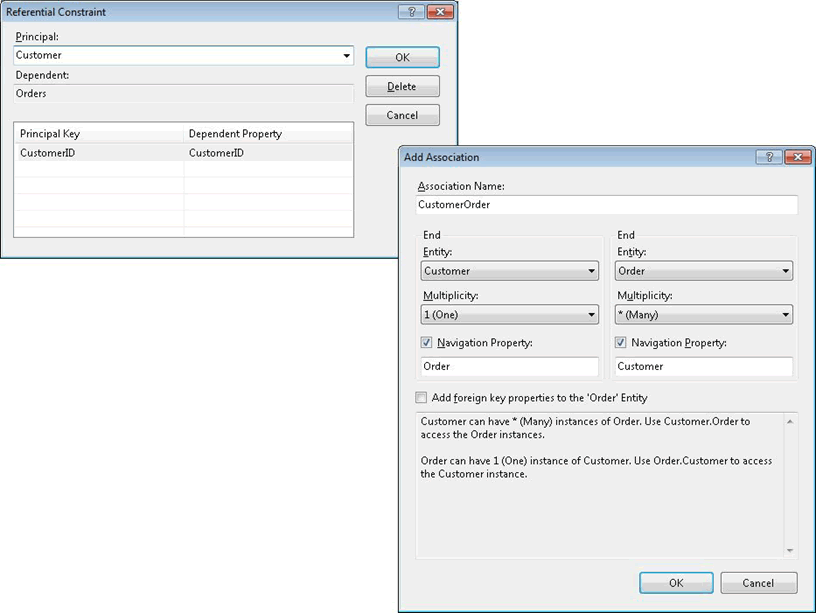 Referential Constraint
Principal:
Customer
OK
Dependent:
Delete
Orders
Cancel
Principal Key Dependent Property
CustomerID CustomerID
Add Association
Association Name:
CustomerOrder
End End
Entity: Entity:
Customer Order
Multiplicity: Multiplicity:
1 (One) * (Many)
Navigation Property: Navigation Property:
Order Customer
Add foreign key properties to the 'Order' Entity
Customer can have * (Many) instances of Order. Use Customer.Order to
access the Order instances.
Order can have 1 (One) instance of Customer. Use Order.Customer to access
the Customer instance.
OK Cancel